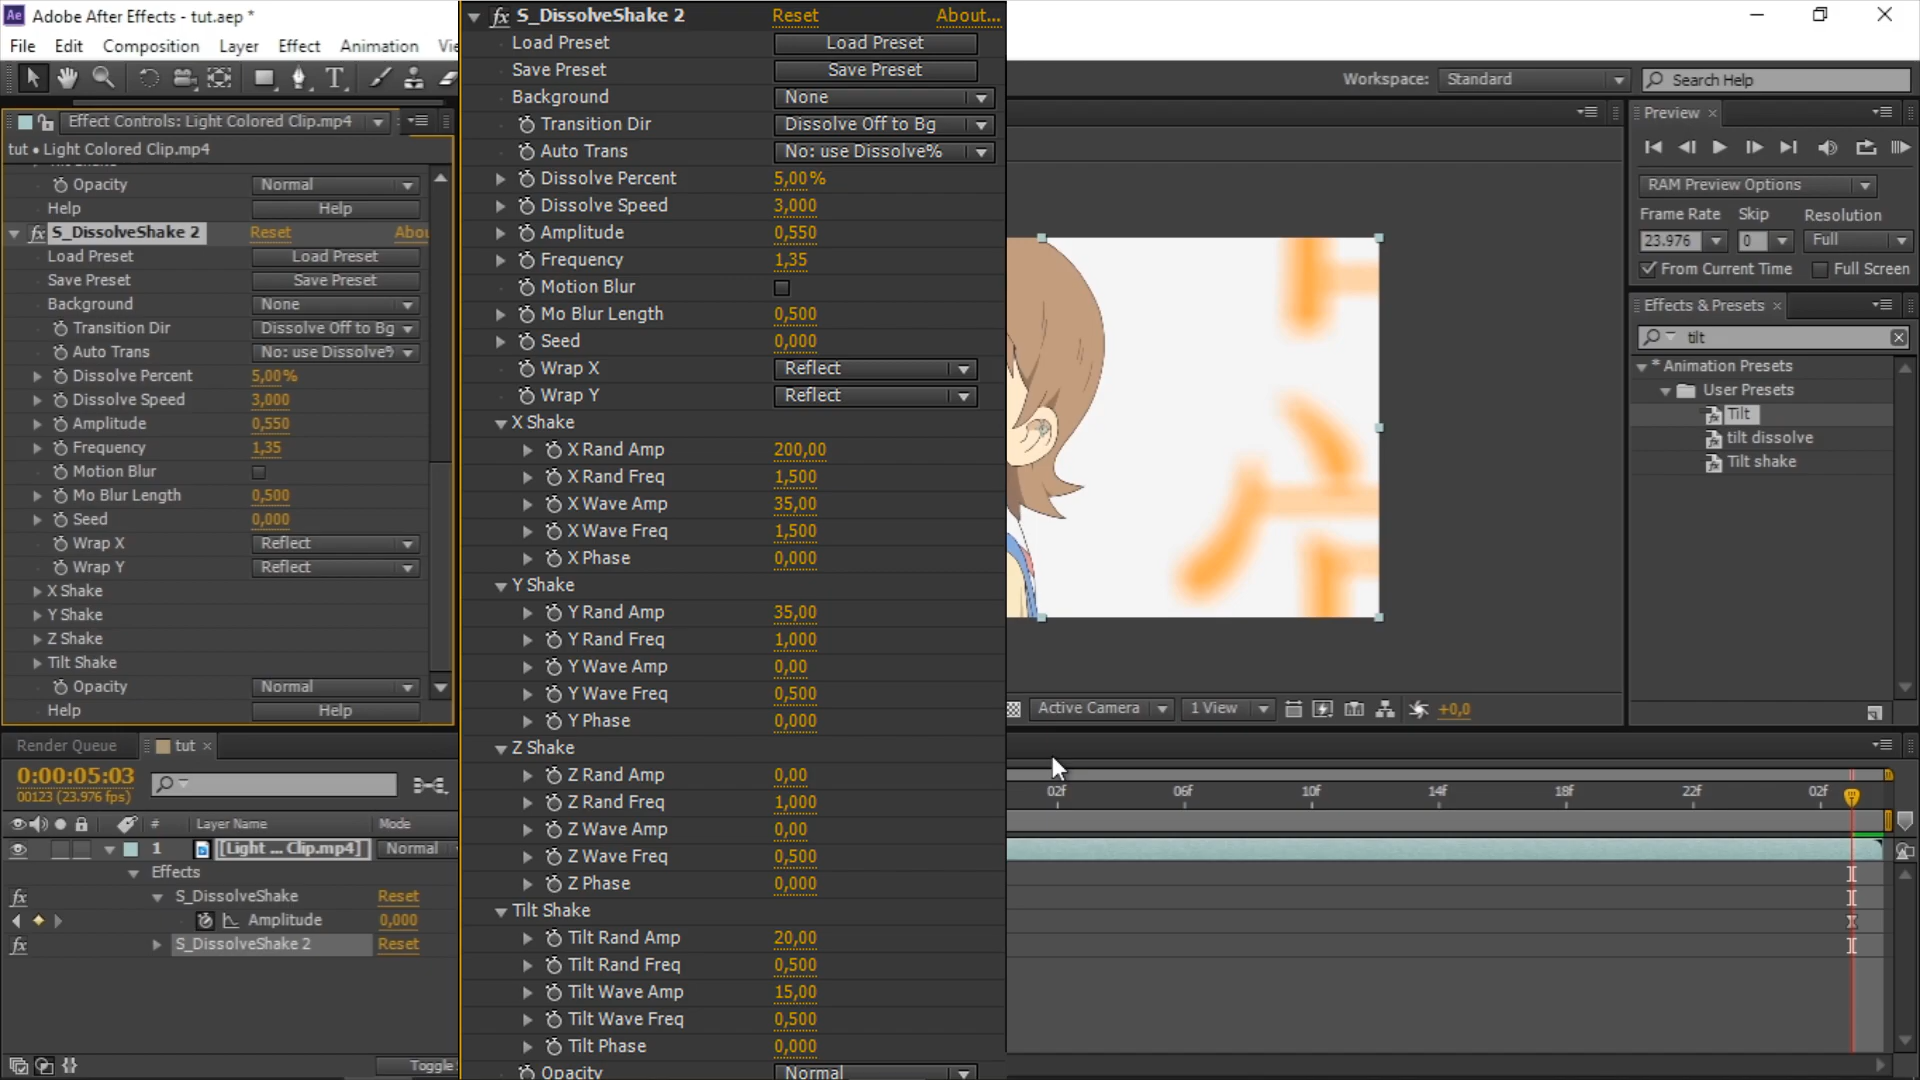 Adobe After Effects - tut.aep *
File Edit Composition Layer Effect Animation
Workspace: Standard Search Help
Effect Controls: Light Colored Clip.mp4
tut • Light Colored Clip.mp4
Opacity Normal
Help Help
S_DissolveShake 2 Reset
Load Preset Load Preset
Save Preset Save Preset
Background None
Transition Dir Dissolve Off to Bg
Auto Trans No: use Dissolve%
Dissolve Percent 5,00%
Dissolve Speed 3,000
Amplitude 0,550
Frequency 1,35
Motion Blur
Mo Blur Length 0,500
Seed 0,000
Wrap X Reflect
Wrap Y Reflect
X Shake
Y Shake
Z Shake
Tilt Shake
Opacity Normal
Help Help
S_DissolveShake 2 Reset About...
Load Preset Load Preset
Save Preset Save Preset
Background None
Transition Dir Dissolve Off to Bg
Auto Trans No: use Dissolve%
Dissolve Percent 5,00%
Dissolve Speed 3,000
Amplitude 0,550
Frequency 1,35
Motion Blur
Mo Blur Length 0,500
Seed 0,000
Wrap X Reflect
Wrap Y Reflect
X Shake
X Rand Amp 200,00
X Rand Freq 1,500
X Wave Amp 35,00
X Wave Freq 1,500
X Phase 0,000
Y Shake
Y Rand Amp 35,00
Y Rand Freq 1,000
Y Wave Amp 0,00
Y Wave Freq 0,500
Y Phase 0,000
Z Shake
Z Rand Amp 0,00
Z Rand Freq 1,000
Z Wave Amp 0,00
Z Wave Freq 0,500
Z Phase 0,000
Tilt Shake
Tilt Rand Amp 20,00
Tilt Rand Freq 0,500
Tilt Wave Amp 15,00
Tilt Wave Freq 0,500
Tilt Phase 0,000
Opacity Normal
Preview
RAM Preview Options
Frame Rate Skip Resolution
23.976 0 Full
From Current Time Full Screen
Effects & Presets
tilt
* Animation Presets
User Presets
Tilt
tilt dissolve
Tilt shake
Active Camera 1 View +0,0
Render Queue tut
0:00:05:03
00123 (23.976 fps)
02f 06f 10f 14f 18f 22f 02f
# Layer Name Mode
1 [Light ... Clip.mp4] Normal
Effects
S_DissolveShake Reset
Amplitude 0,000
S_DissolveShake 2 Reset
Toggle